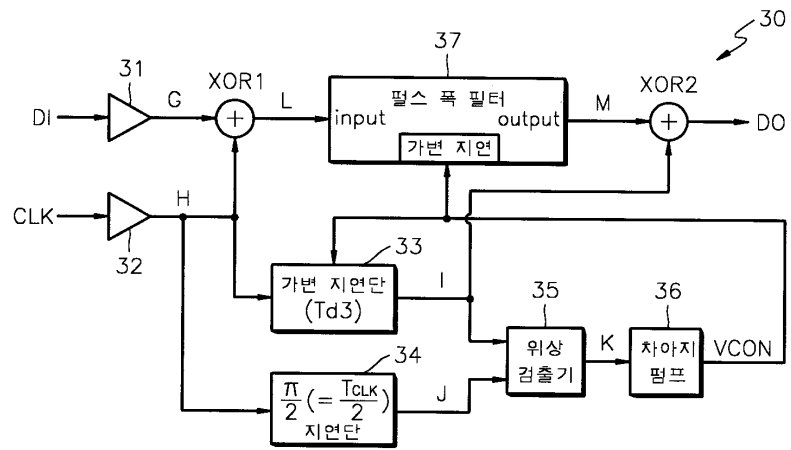 30
37
31
XOR1
XOR2
펄스 폭 필터
DI
G
L
input
output
M
DO
가변 지연
CLK
H
32
33
가변 지연단
(Td3)
I
35
36
위상
검출기
K
차아지
펌프
VCON
34
π/2 (= TCLK/2)
지연단
J